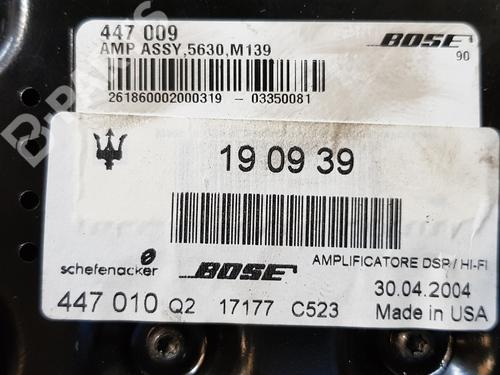 447 009
AMP ASSY,5630,M139
BOSE
90
261860002000319 - 03350081
19 09 39
schefenacker
BOSE
AMPLIFICATORE DSP / HI-FI
30.04.2004
447 010 Q2 17177 C523 Made in USA